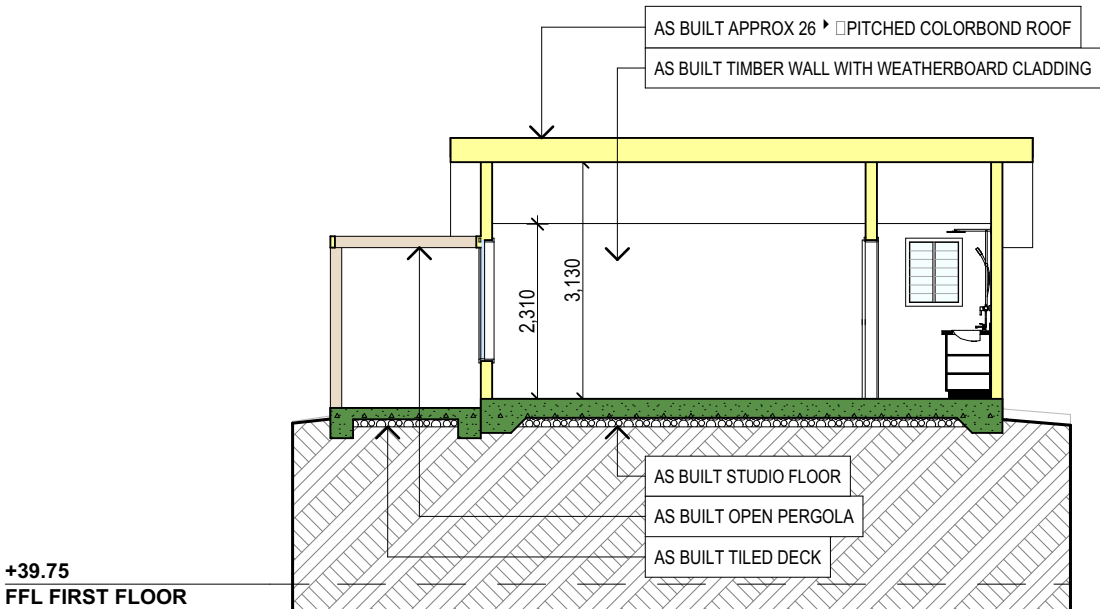 AS BUILT APPROX 26 ‣ □PITCHED COLORBOND ROOF
AS BUILT TIMBER WALL WITH WEATHERBOARD CLADDING
2,310
3,130
AS BUILT STUDIO FLOOR
AS BUILT OPEN PERGOLA
AS BUILT TILED DECK
+39.75
FFL FIRST FLOOR